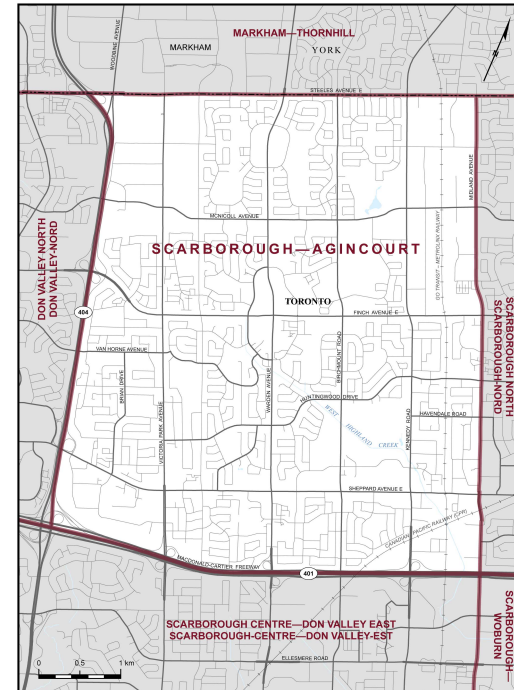 MARKHAM—THORNHILL
MARKHAM
YORK
N
WOODBINE AVENUE
STEELES AVENUE E
MIDLAND AVENUE
MCNICOLL AVENUE
GO TRANSIT - METROLINX RAILWAY
SCARBOROUGH—AGINCOURT
DON VALLEY NORTH
DON VALLEY-NORD
TORONTO
404
FINCH AVENUE E
SCARBOROUGH NORTH
SCARBOROUGH-NORD
VAN HORNE AVENUE
BIRCHMOUNT ROAD
BRIAN DRIVE
VICTORIA PARK AVENUE
WARDEN AVENUE
HUNTINGWOOD DRIVE
WEST HIGHLAND CREEK
KENNEDY ROAD
HAVENDALE ROAD
SHEPPARD AVENUE E
CANADIAN PACIFIC RAILWAY (CPR)
MACDONALD-CARTIER FREEWAY
401
SCARBOROUGH CENTRE—DON VALLEY EAST
SCARBOROUGH-CENTRE—DON VALLEY-EST
SCARBOROUGH—
WOBURN
ELLESMERE ROAD
0 0.5 1 km